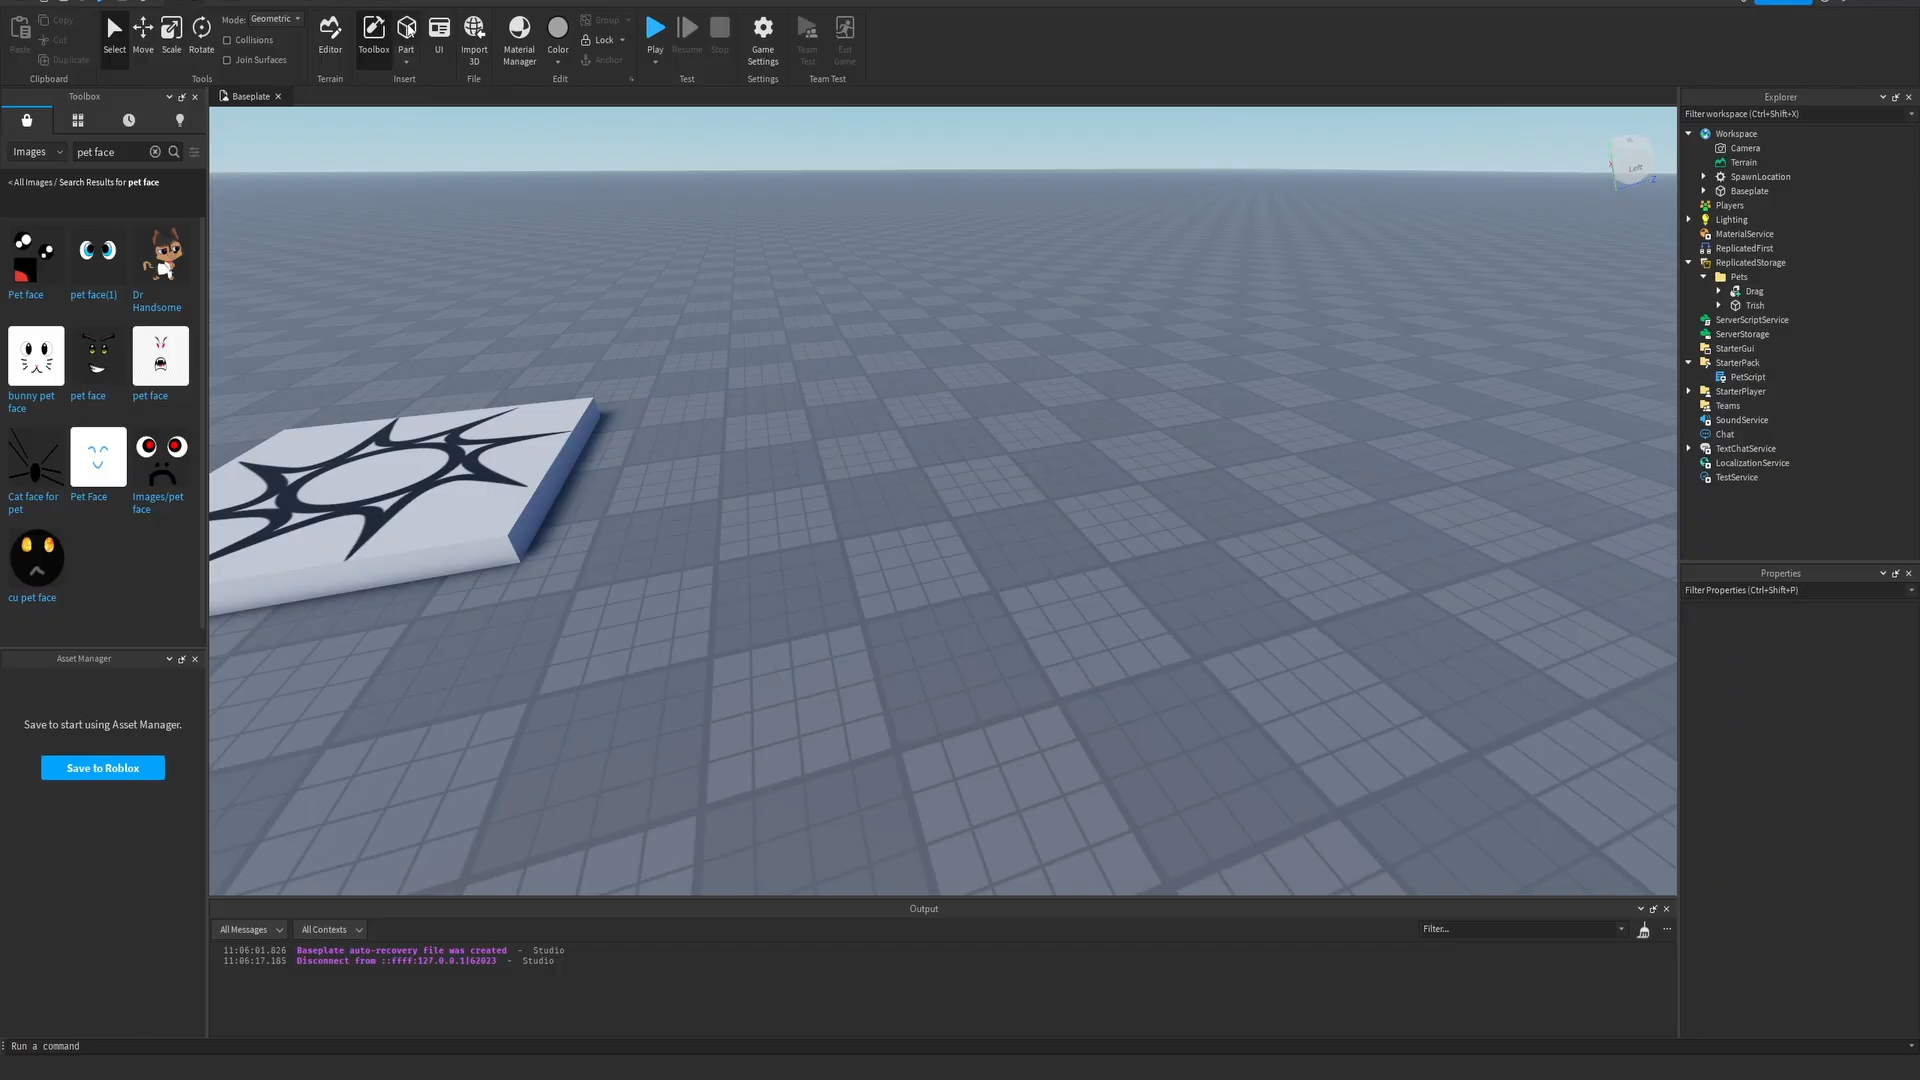 Paste
Copy
Cut
Duplicate
Clipboard
Select
Move
Scale
Rotate
Mode:
Geometric
Collisions
Join Surfaces
Tools
Editor
Terrain
Toolbox
Part
UI
Insert
Import
3D
File
Material
Manager
Color
Group
Lock
Anchor
Edit
Play
Resume
Stop
Test
Game
Settings
Settings
Team
Test
Exit
Game
Team Test
Toolbox
Images
pet face
< All Images / Search Results for pet face
Pet face
pet face(1)
Dr
Handsome
bunny pet
face
pet face
pet face
Cat face for
pet
Pet Face
Images/pet
face
cu pet face
Asset Manager
Save to start using Asset Manager.
Save to Roblox
Baseplate
Left
X
Z
Output
All Messages
All Contexts
Filter...
11:06:01.826 Baseplate auto-recovery file was created - Studio
11:06:17.185 Disconnect from ::ffff:127.0.0.1|62023 - Studio
Run a command
Explorer
Filter workspace (Ctrl+Shift+X)
Workspace
Camera
Terrain
SpawnLocation
Baseplate
Players
Lighting
MaterialService
ReplicatedFirst
ReplicatedStorage
Pets
Drag
Trish
ServerScriptService
ServerStorage
StarterGui
StarterPack
PetScript
StarterPlayer
Teams
SoundService
Chat
TextChatService
LocalizationService
TestService
Properties
Filter Properties (Ctrl+Shift+P)